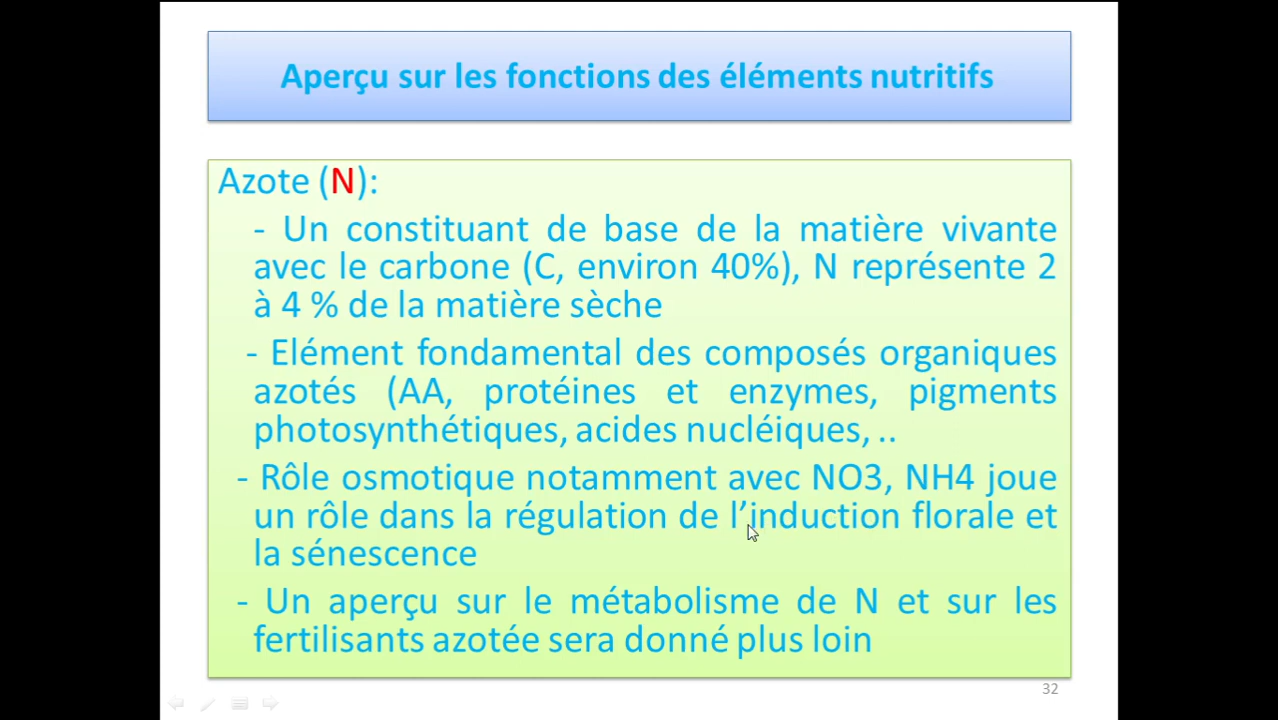 Aperçu sur les fonctions des éléments nutritifs
Azote (N):
- Un constituant de base de la matière vivante
avec le carbone (C, environ 40%), N représente 2
à 4 % de la matière sèche
- Elément fondamental des composés organiques
azotés (AA, protéines et enzymes, pigments
photosynthétiques, acides nucléiques, ..
- Rôle osmotique notamment avec NO3, NH4 joue
un rôle dans la régulation de l’induction florale et
la sénescence
- Un aperçu sur le métabolisme de N et sur les
fertilisants azotée sera donné plus loin
32